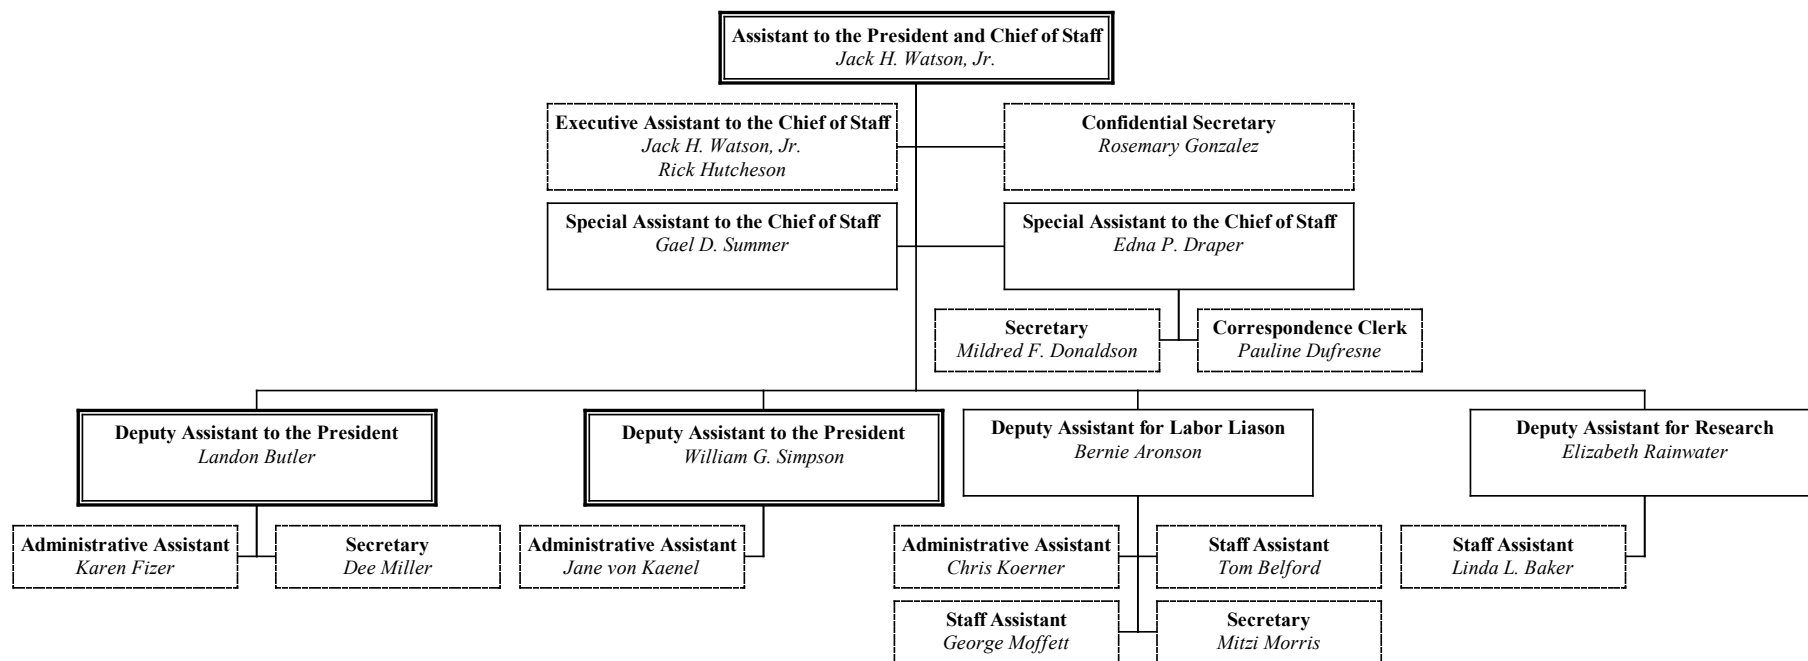 Assistant to the President and Chief of Staff
Jack H. Watson, Jr.
Executive Assistant to the Chief of Staff
Jack H. Watson, Jr.
Rick Hutcheson
Confidential Secretary
Rosemary Gonzalez
Special Assistant to the Chief of Staff
Gael D. Summer
Special Assistant to the Chief of Staff
Edna P. Draper
Secretary
Mildred F. Donaldson
Correspondence Clerk
Pauline Dufresne
Deputy Assistant to the President
Landon Butler
Deputy Assistant to the President
William G. Simpson
Deputy Assistant for Labor Liason
Bernie Aronson
Deputy Assistant for Research
Elizabeth Rainwater
Administrative Assistant
Karen Fizer
Secretary
Dee Miller
Administrative Assistant
Jane von Kaenel
Administrative Assistant
Chris Koerner
Staff Assistant
Tom Belford
Staff Assistant
Linda L. Baker
Staff Assistant
George Moffett
Secretary
Mitzi Morris